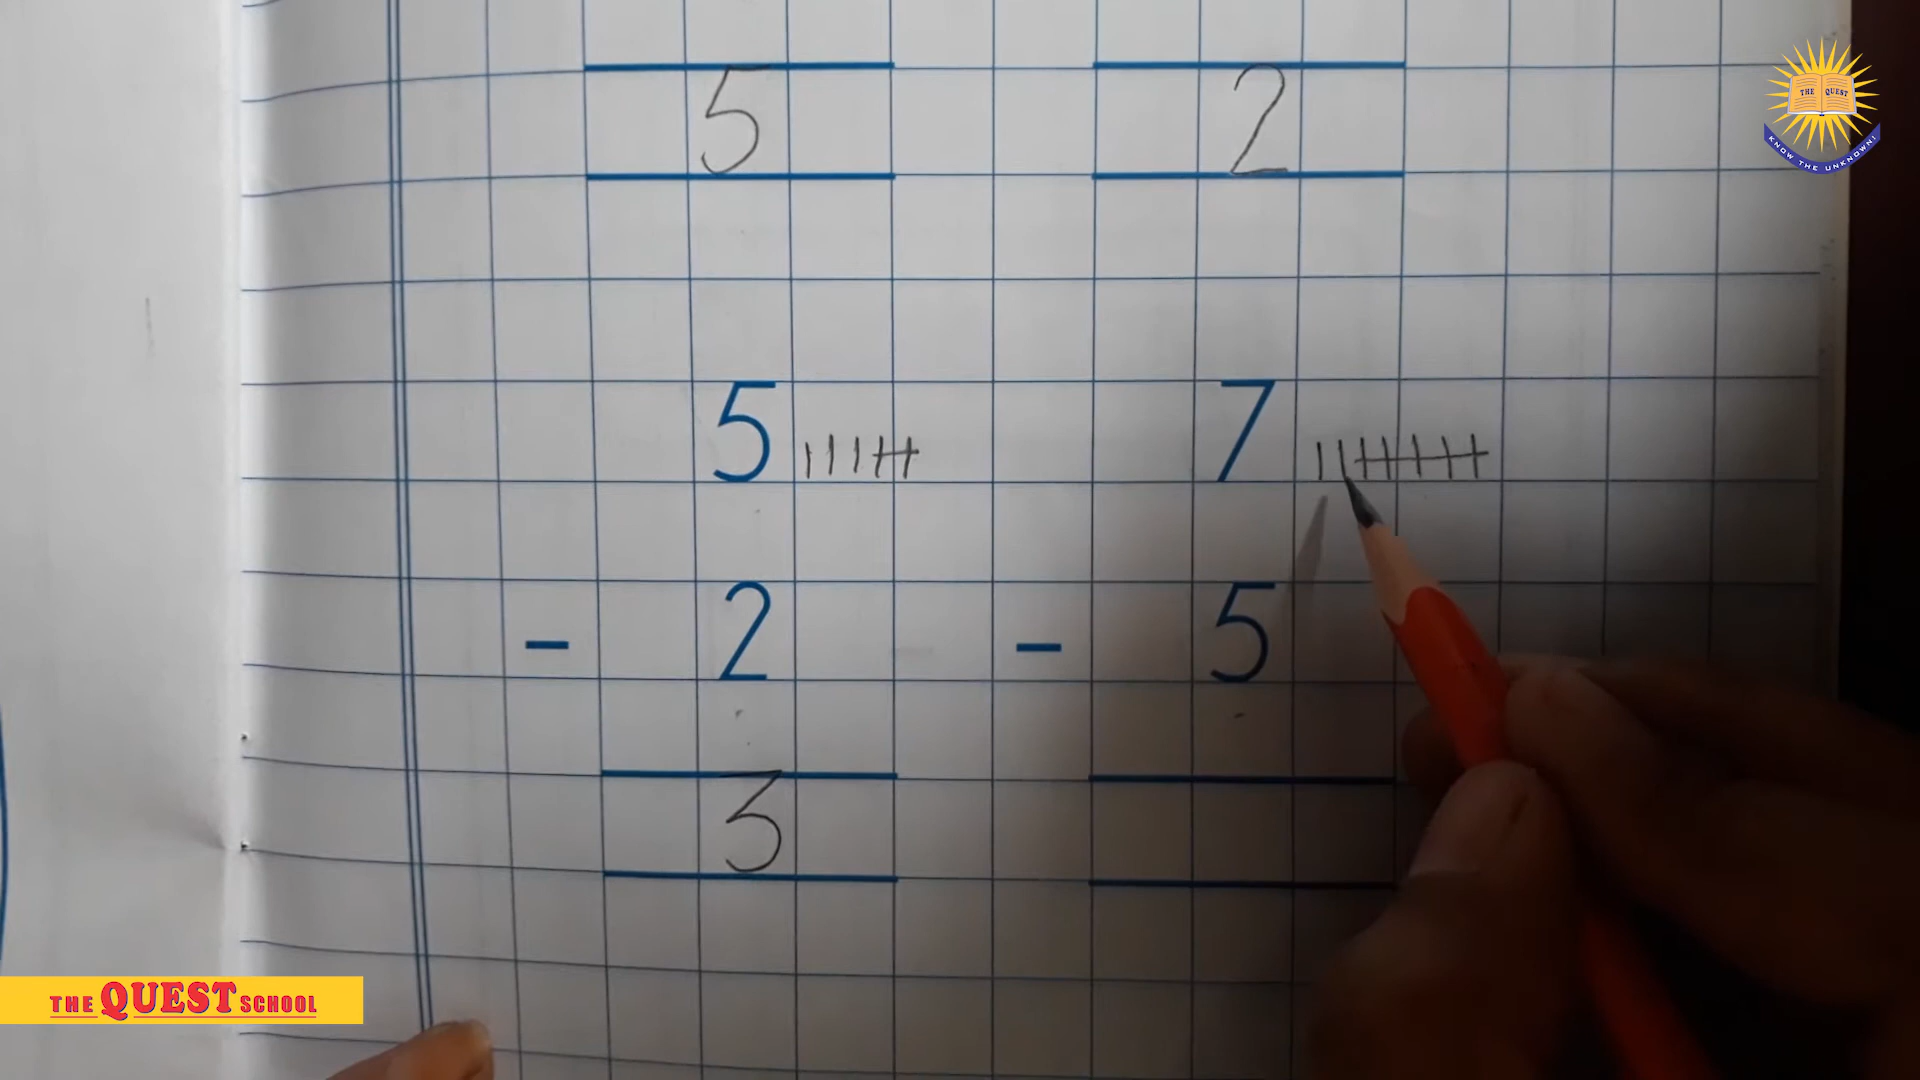 THE QUEST
KNOW THE UNKNOWN!
5 2
5 7
- 2 - 5
3
THE QUEST SCHOOL